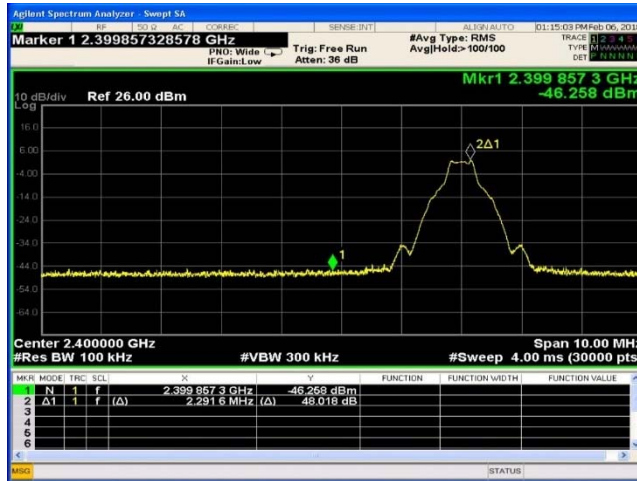 Agilent Spectrum Analyzer - Swept SA
RF 50 Ω AC CORREC SENSE:INT ALIGN AUTO 01:15:03 PM Feb 06, 201
Marker 1 2.399857328578 GHz
PNO: Wide
IFGain:Low
Trig: Free Run
Atten: 36 dB
#Avg Type: RMS
Avg|Hold:>100/100
TRACE 1 2 3 4 5
TYPE M
DET P N N N N
Mkr1 2.399 857 3 GHz
-46.258 dBm
10 dB/div Ref 26.00 dBm
Log
16.0
6.00
-4.00
-14.0
-24.0
-34.0
-44.0
-54.0
-64.0
2Δ1
1
Center 2.400000 GHz Span 10.00 MHz
#Res BW 100 kHz #VBW 300 kHz #Sweep 4.00 ms (30000 pts
MKR MODE TRC SCL X Y FUNCTION FUNCTION WIDTH FUNCTION VALUE
1 N 1 f 2.399 857 3 GHz -46.258 dBm
2 Δ1 1 f (Δ) 2.291 6 MHz (Δ) 48.018 dB
3
4
5
6
MSG STATUS